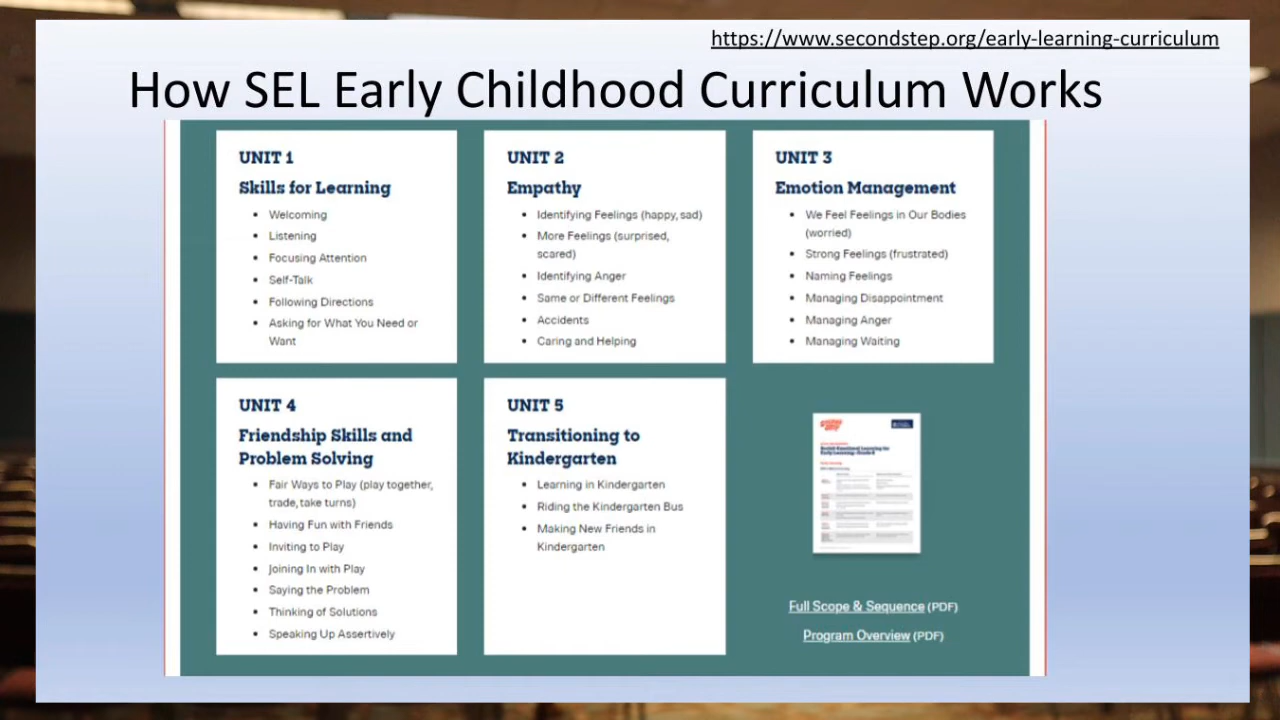 https://www.secondstep.org/early-learning-curriculum
How SEL Early Childhood Curriculum Works
UNIT 1
Skills for Learning
• Welcoming
• Listening
• Focusing Attention
• Self-Talk
• Following Directions
• Asking for What You Need or
Want
UNIT 2
Empathy
• Identifying Feelings (happy, sad)
• More Feelings (surprised,
scared)
• Identifying Anger
• Same or Different Feelings
• Accidents
• Caring and Helping
UNIT 3
Emotion Management
• We Feel Feelings in Our Bodies
(worried)
• Strong Feelings (frustrated)
• Naming Feelings
• Managing Disappointment
• Managing Anger
• Managing Waiting
UNIT 4
Friendship Skills and
Problem Solving
• Fair Ways to Play (play together,
trade, take turns)
• Having Fun with Friends
• Inviting to Play
• Joining In with Play
• Saying the Problem
• Thinking of Solutions
• Speaking Up Assertively
UNIT 5
Transitioning to
Kindergarten
• Learning in Kindergarten
• Riding the Kindergarten Bus
• Making New Friends in
Kindergarten
Full Scope & Sequence (PDF)
Program Overview (PDF)